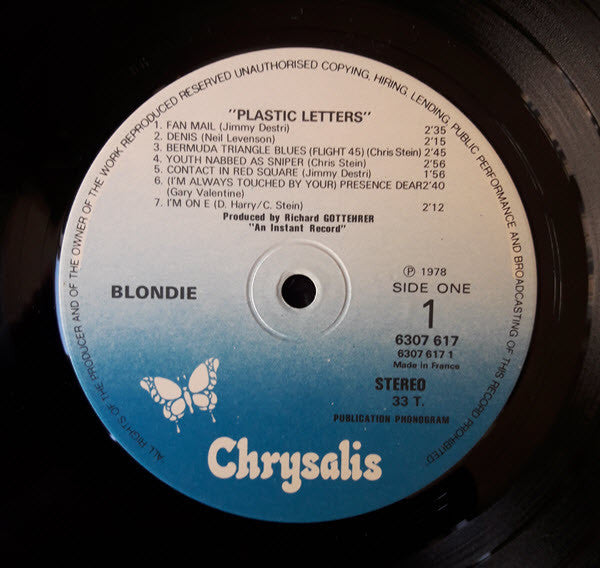 ALL RIGHTS OF THE PRODUCER AND OF THE OWNER OF THE WORK REPRODUCED RESERVED UNAUTHORISED COPYING, HIRING, LENDING, PUBLIC PERFORMANCE AND BROADCASTING OF THIS RECORD PROHIBITED.
"PLASTIC LETTERS"
1. FAN MAIL (Jimmy Destri) 2'35
2. DENIS (Neil Levenson) 2'15
3. BERMUDA TRIANGLE BLUES (FLIGHT 45) (Chris Stein) 2'45
4. YOUTH NABBED AS SNIPER (Chris Stein) 2'56
5. CONTACT IN RED SQUARE (Jimmy Destri) 1'56
6. (I'M ALWAYS TOUCHED BY YOUR) PRESENCE DEAR 2'40
(Gary Valentine)
7. I'M ON E (D. Harry/C. Stein) 2'12
Produced by Richard GOTTEHRER
"An Instant Record"
BLONDIE
Ⓟ 1978
SIDE ONE
1
6307 617
6307 617 1
Made in France
STEREO
33 T.
PUBLICATION PHONOGRAM
Chrysalis